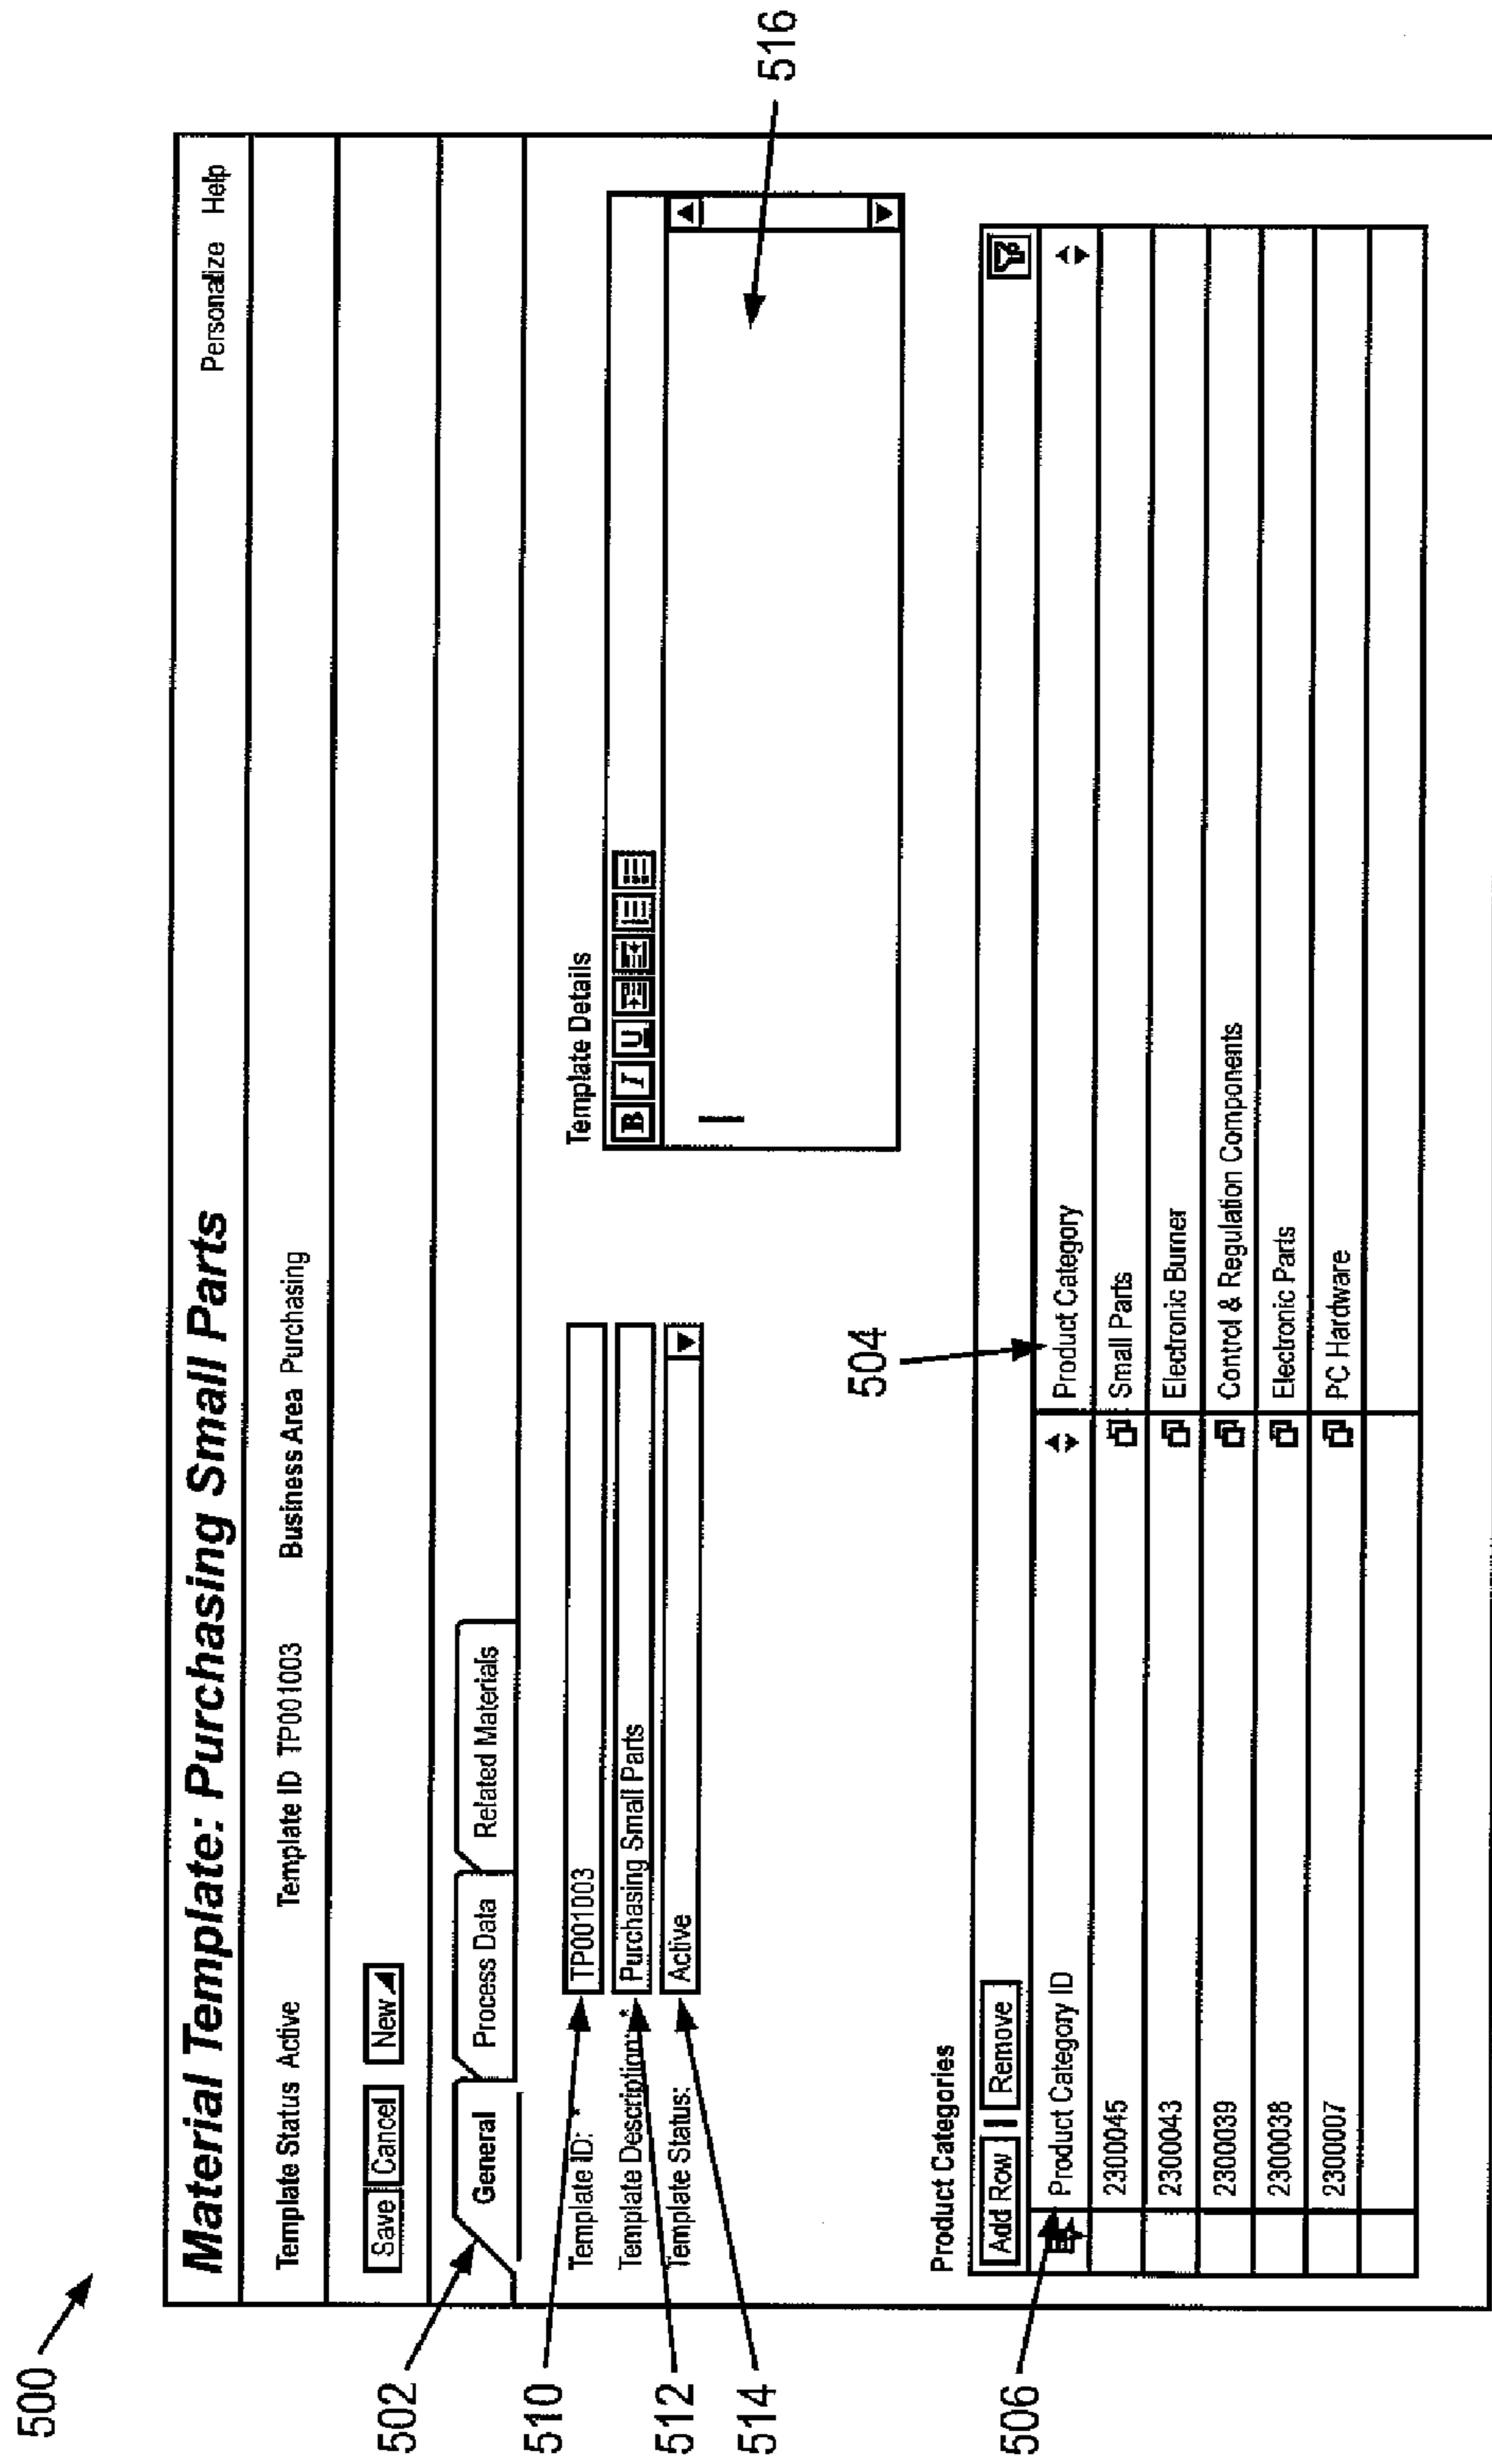 500
Material Template: Purchasing Small Parts
Personalize Help
Template Status Active Template ID TP001003 Business Area Purchasing
Save Cancel New
502
General Process Data Related Materials
510
Template ID: * TP001003
512
Template Description: * Purchasing Small Parts
514
Template Status: Active
Template Details
B I U
516
Product Categories
Add Row Remove
504
506
Product Category ID Product Category
2300045 Small Parts
2300043 Electronic Burner
2300039 Control & Regulation Components
2300038 Electronic Parts
2300007 PC Hardware